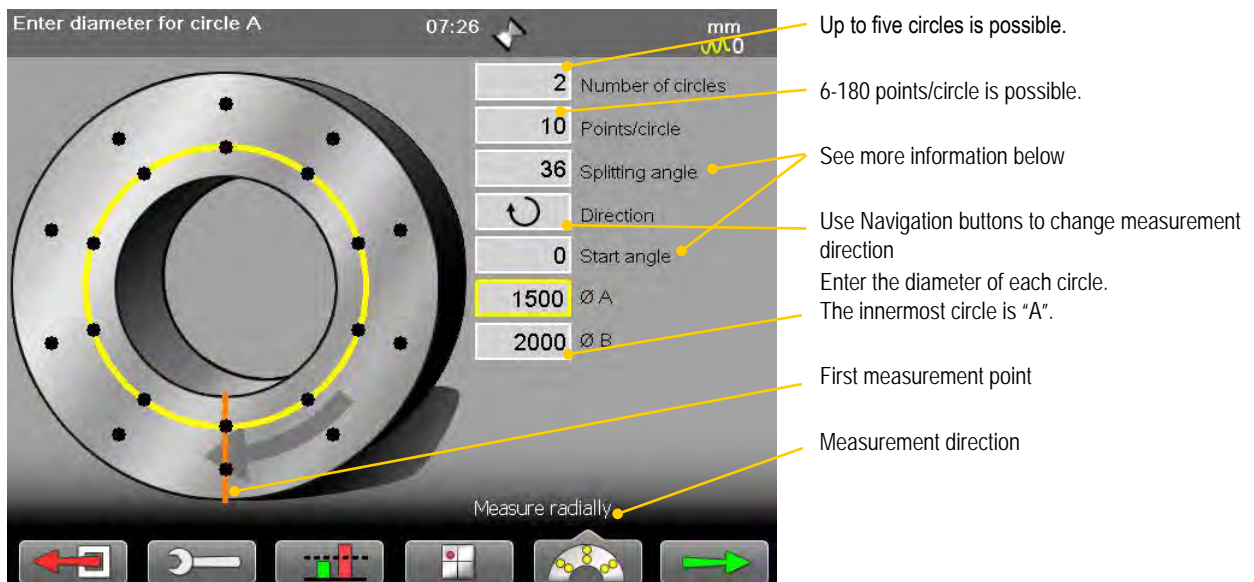 Enter diameter for circle A
07:26
mm
0
2 Number of circles
10 Points/circle
36 Splitting angle
Direction
0 Start angle
1500 Ø A
2000 Ø B
Measure radially
Up to five circles is possible.
6-180 points/circle is possible.
See more information below
Use Navigation buttons to change measurement
direction
Enter the diameter of each circle.
The innermost circle is “A”.
First measurement point
Measurement direction